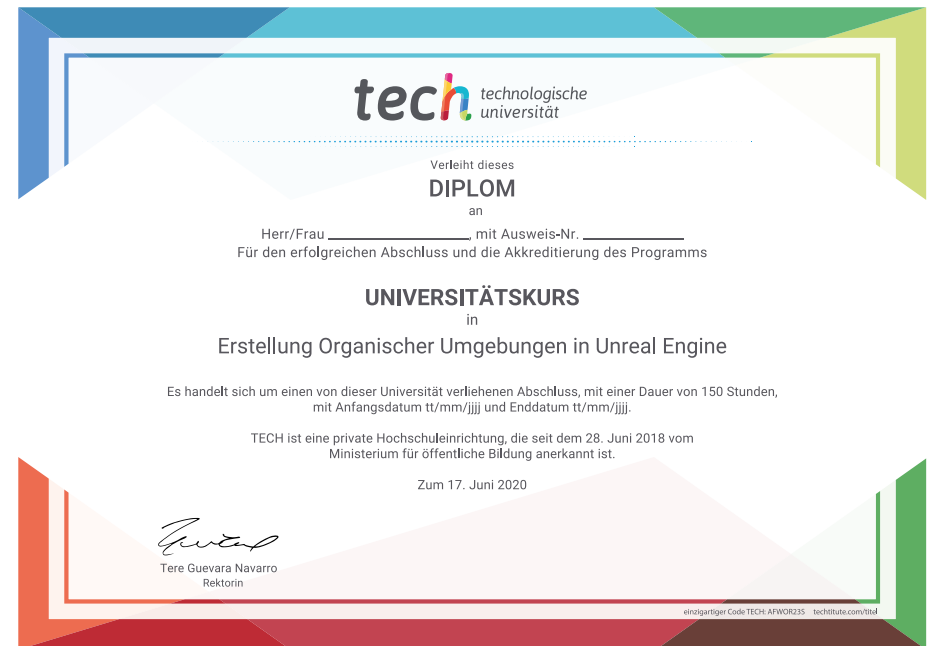 tech technologische
universität
Verleiht dieses
DIPLOM
an
Herr/Frau ________________, mit Ausweis-Nr. ____________
Für den erfolgreichen Abschluss und die Akkreditierung des Programms
UNIVERSITÄTSKURS
in
Erstellung Organischer Umgebungen in Unreal Engine
Es handelt sich um einen von dieser Universität verliehenen Abschluss, mit einer Dauer von 150 Stunden,
mit Anfangsdatum tt/mm/jjjj und Enddatum tt/mm/jjjj.
TECH ist eine private Hochschuleinrichtung, die seit dem 28. Juni 2018 vom
Ministerium für öffentliche Bildung anerkannt ist.
Zum 17. Juni 2020
Tere Guevara Navarro
Rektorin
einzigartiger Code TECH: AFWOR235 techtitute.com/titel